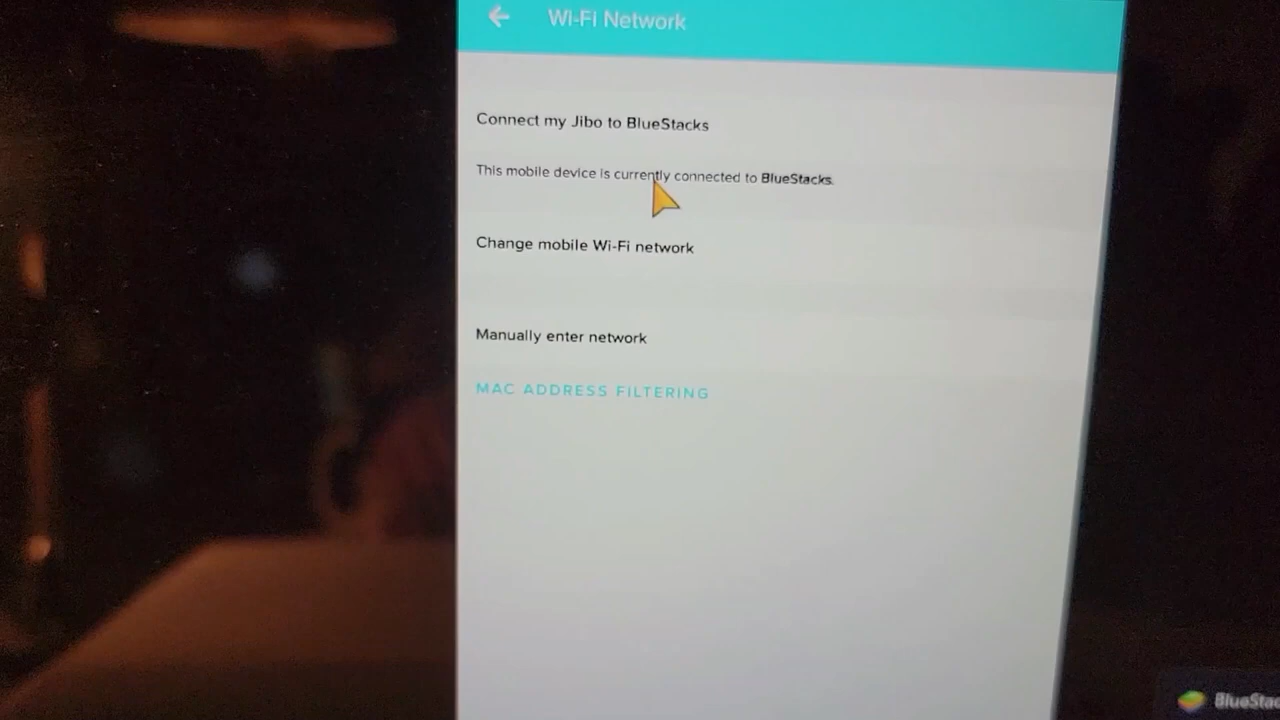 Wi-Fi Network
Connect my Jibo to BlueStacks
This mobile device is currently connected to BlueStacks.
Change mobile Wi-Fi network
Manually enter network
MAC ADDRESS FILTERING